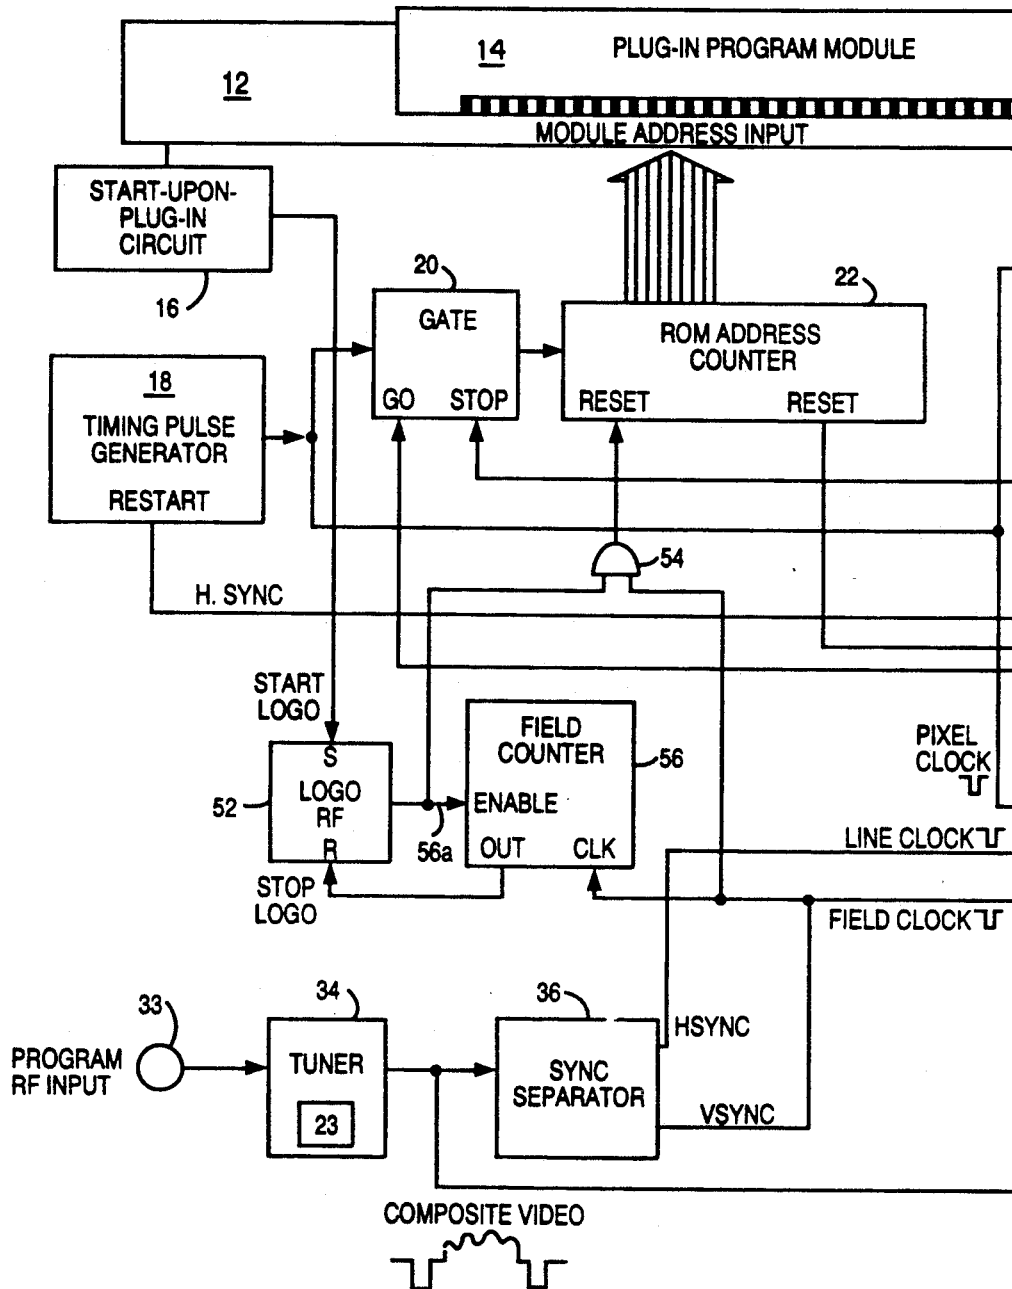 14 PLUG-IN PROGRAM MODULE
12
MODULE ADDRESS INPUT
START-UPON-
PLUG-IN
CIRCUIT
16
20
22
GATE
GO STOP
ROM ADDRESS
COUNTER
RESET RESET
18
TIMING PULSE
GENERATOR
RESTART
54
H. SYNC
START
LOGO
S
LOGO
RF
R
52
FIELD
COUNTER
56
ENABLE
56a
OUT CLK
STOP
LOGO
PIXEL
CLOCK
LINE CLOCK
FIELD CLOCK
33
34
36
PROGRAM
RF INPUT
TUNER
23
SYNC
SEPARATOR
HSYNC
VSYNC
COMPOSITE VIDEO